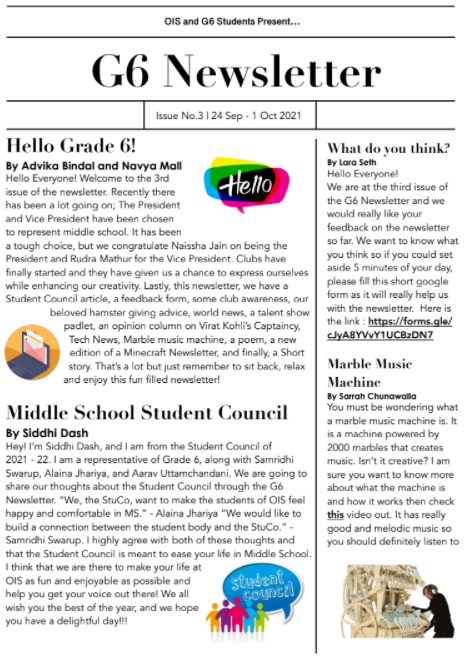 OIS and G6 Students Present...
G6 Newsletter
Issue No.3 | 24 Sep - 1 Oct 2021
Hello Grade 6!
By Advika Bindal and Navya Mall
Hello Everyone! Welcome to the 3rd
issue of the newsletter. Recently there
has been a lot going on; The President
and Vice President have been chosen
to represent middle school. It has been
a tough choice, but we congratulate Naissha Jain on being the
President and Rudra Mathur for the Vice President. Clubs have
finally started and they have given us a chance to express ourselves
while enhancing our creativity. Lastly, this newsletter, we have a
Student Council article, a feedback form, some club awareness, our
beloved hamster giving advice, world news, a talent show
padlet, an opinion column on Virat Kohli's Captaincy,
Tech News, Marble music machine, a poem, a new
edition of a Minecraft Newsletter, and finally, a Short
story. That's a lot but just remember to sit back, relax
and enjoy this fun filled newsletter!
Hello
Middle School Student Council
By Siddhi Dash
Hey! I'm Siddhi Dash, and I am from the Student Council of
2021 - 22. I am a representative of Grade 6, along with Samridhi
Swarup, Alaina Jhariya, and Aarav Uttamchandani. We are going to
share our thoughts about the Student Council through the G6
Newsletter. "We, the StuCo, want to make the students of OIS feel
happy and comfortable in MS." - Alaina Jhariya "We would like to
build a connection between the student body and the StuCo." -
Samridhi Swarup. I highly agree with both of these thoughts and
that the Student Council is meant to ease your life in Middle School.
I think that we are there to make your life at
OIS as fun and enjoyable as possible and
help you get your voice out there! We all
wish you the best of the year, and we hope
you have a delightful day!!!
student
council
What do you think?
By Lara Seth
Hello Everyone!
We are at the third issue of
the G6 Newsletter and we
would really like your
feedback on the newsletter
so far. We want to know what
you think so if you could set
aside 5 minutes of your day,
please fill this short google
form as it will really help us
with the newsletter. Here is
the link : https://forms.gle/
cJyA8YVvY1UCBzDN7
Marble Music
Machine
By Sarrah Chunawalla
You must be wondering what
a marble music machine is. It
is a machine powered by
2000 marbles that creates
music. Isn't it creative? I am
sure you want to know more
about what the machine is
and how it works then check
this video out. It has really
good and melodic music so
you should definitely listen to